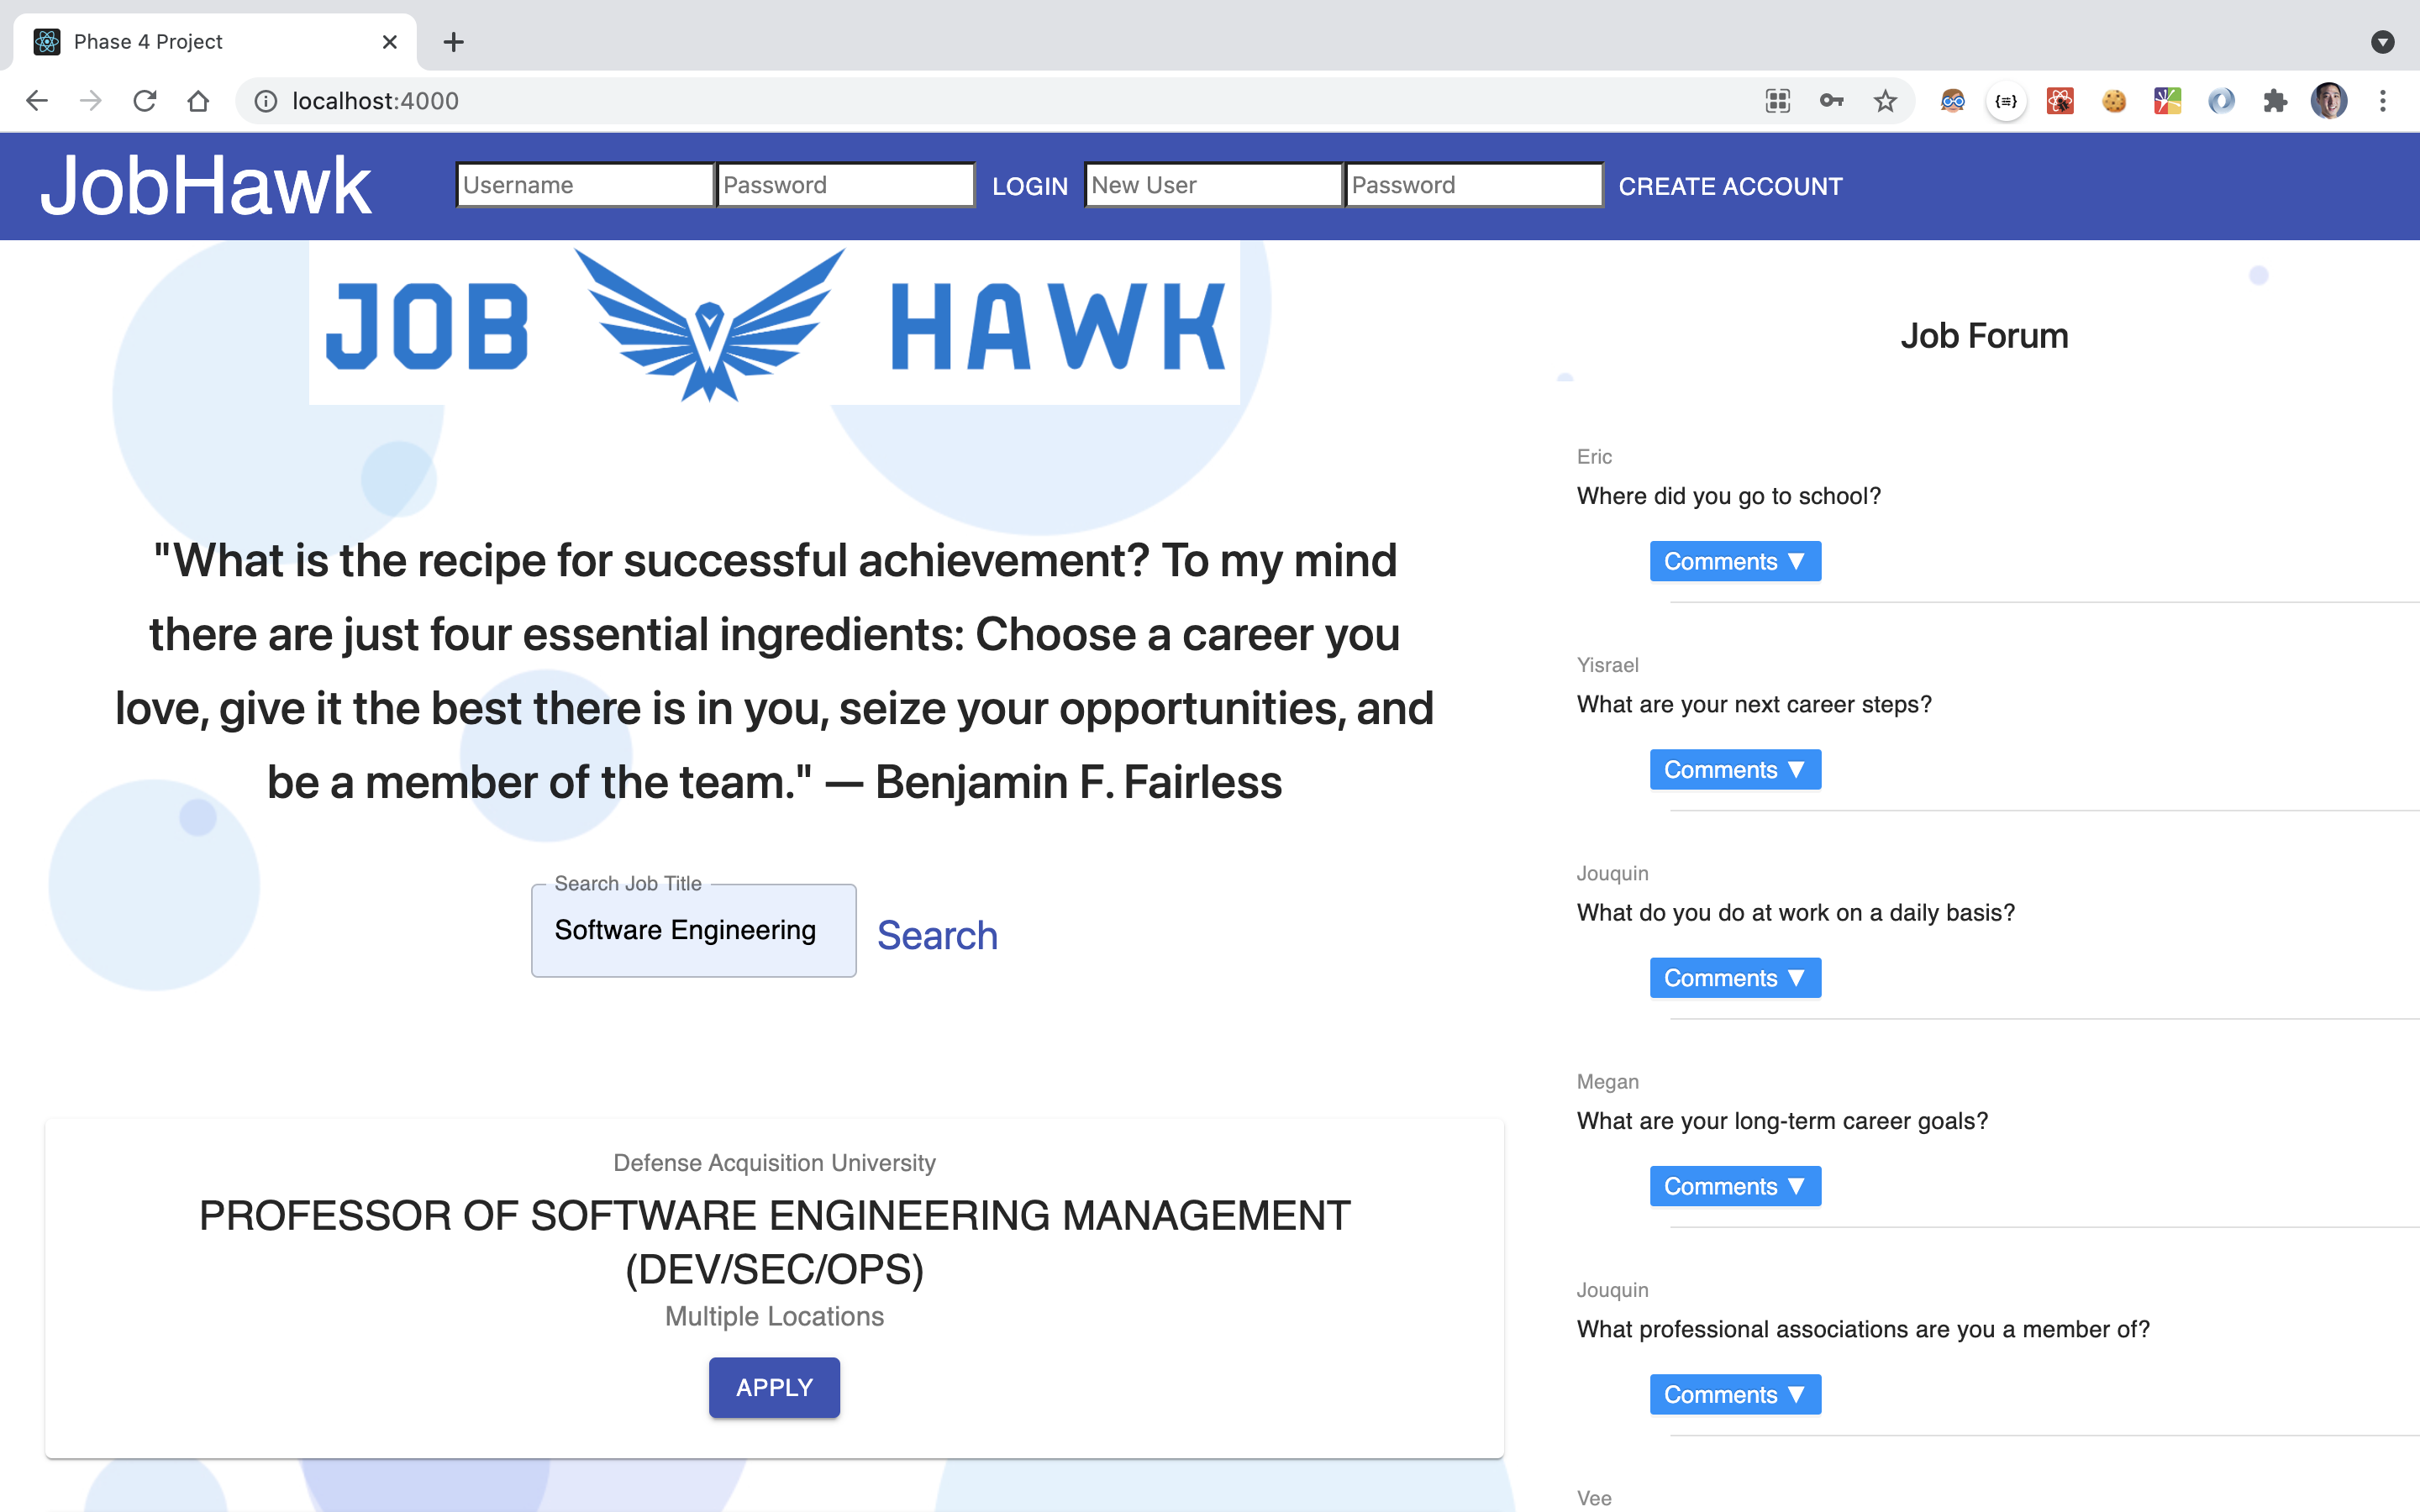 Phase 4 Project
localhost:4000
JobHawk
Username
Password
LOGIN
New User
Password
CREATE ACCOUNT
JOB HAWK
"What is the recipe for successful achievement? To my mind
there are just four essential ingredients: Choose a career you
love, give it the best there is in you, seize your opportunities, and
be a member of the team." — Benjamin F. Fairless
Search Job Title
Software Engineering
Search
Defense Acquisition University
PROFESSOR OF SOFTWARE ENGINEERING MANAGEMENT
(DEV/SEC/OPS)
Multiple Locations
APPLY
Job Forum
Eric
Where did you go to school?
Comments ▼
Yisrael
What are your next career steps?
Comments ▼
Jouquin
What do you do at work on a daily basis?
Comments ▼
Megan
What are your long-term career goals?
Comments ▼
Jouquin
What professional associations are you a member of?
Comments ▼
Vee